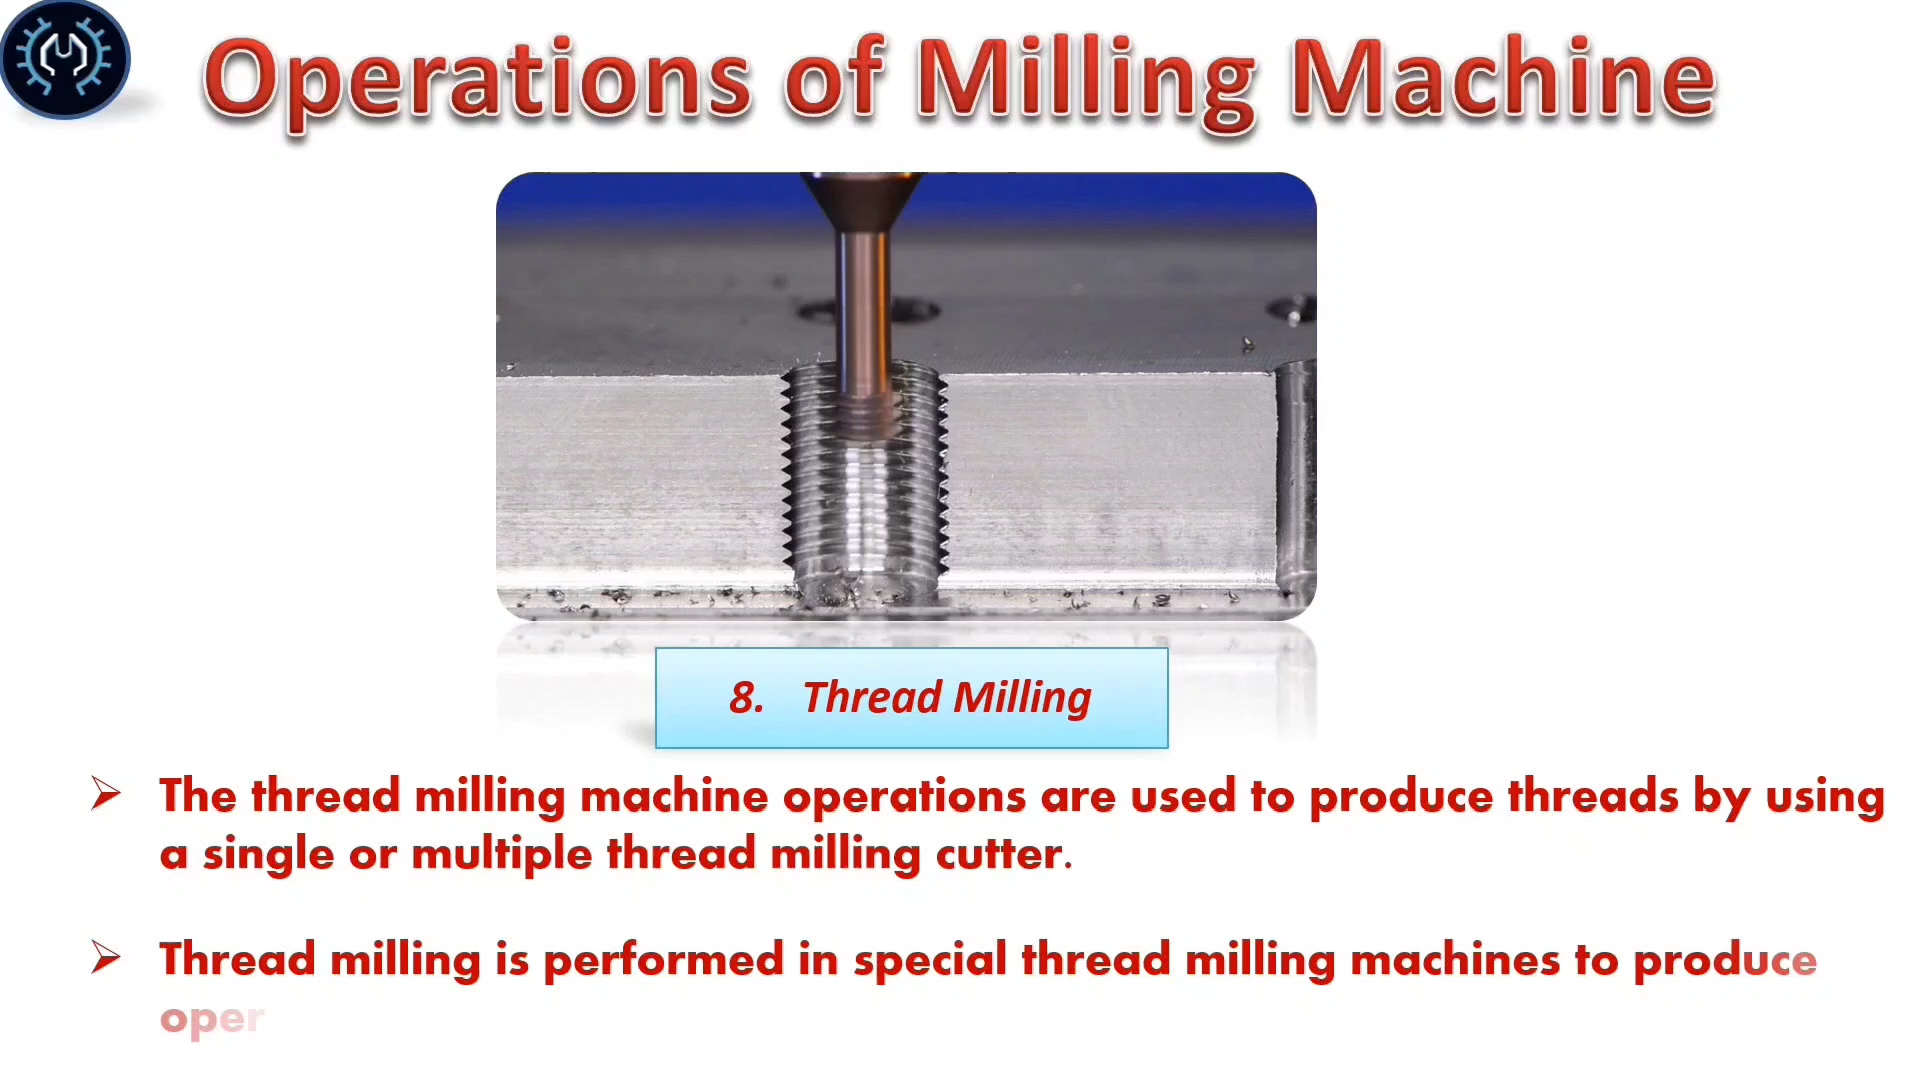 Operations of Milling Machine
8. Thread Milling
The thread milling machine operations are used to produce threads by using
a single or multiple thread milling cutter.
Thread milling is performed in special thread milling machines to produce
oper